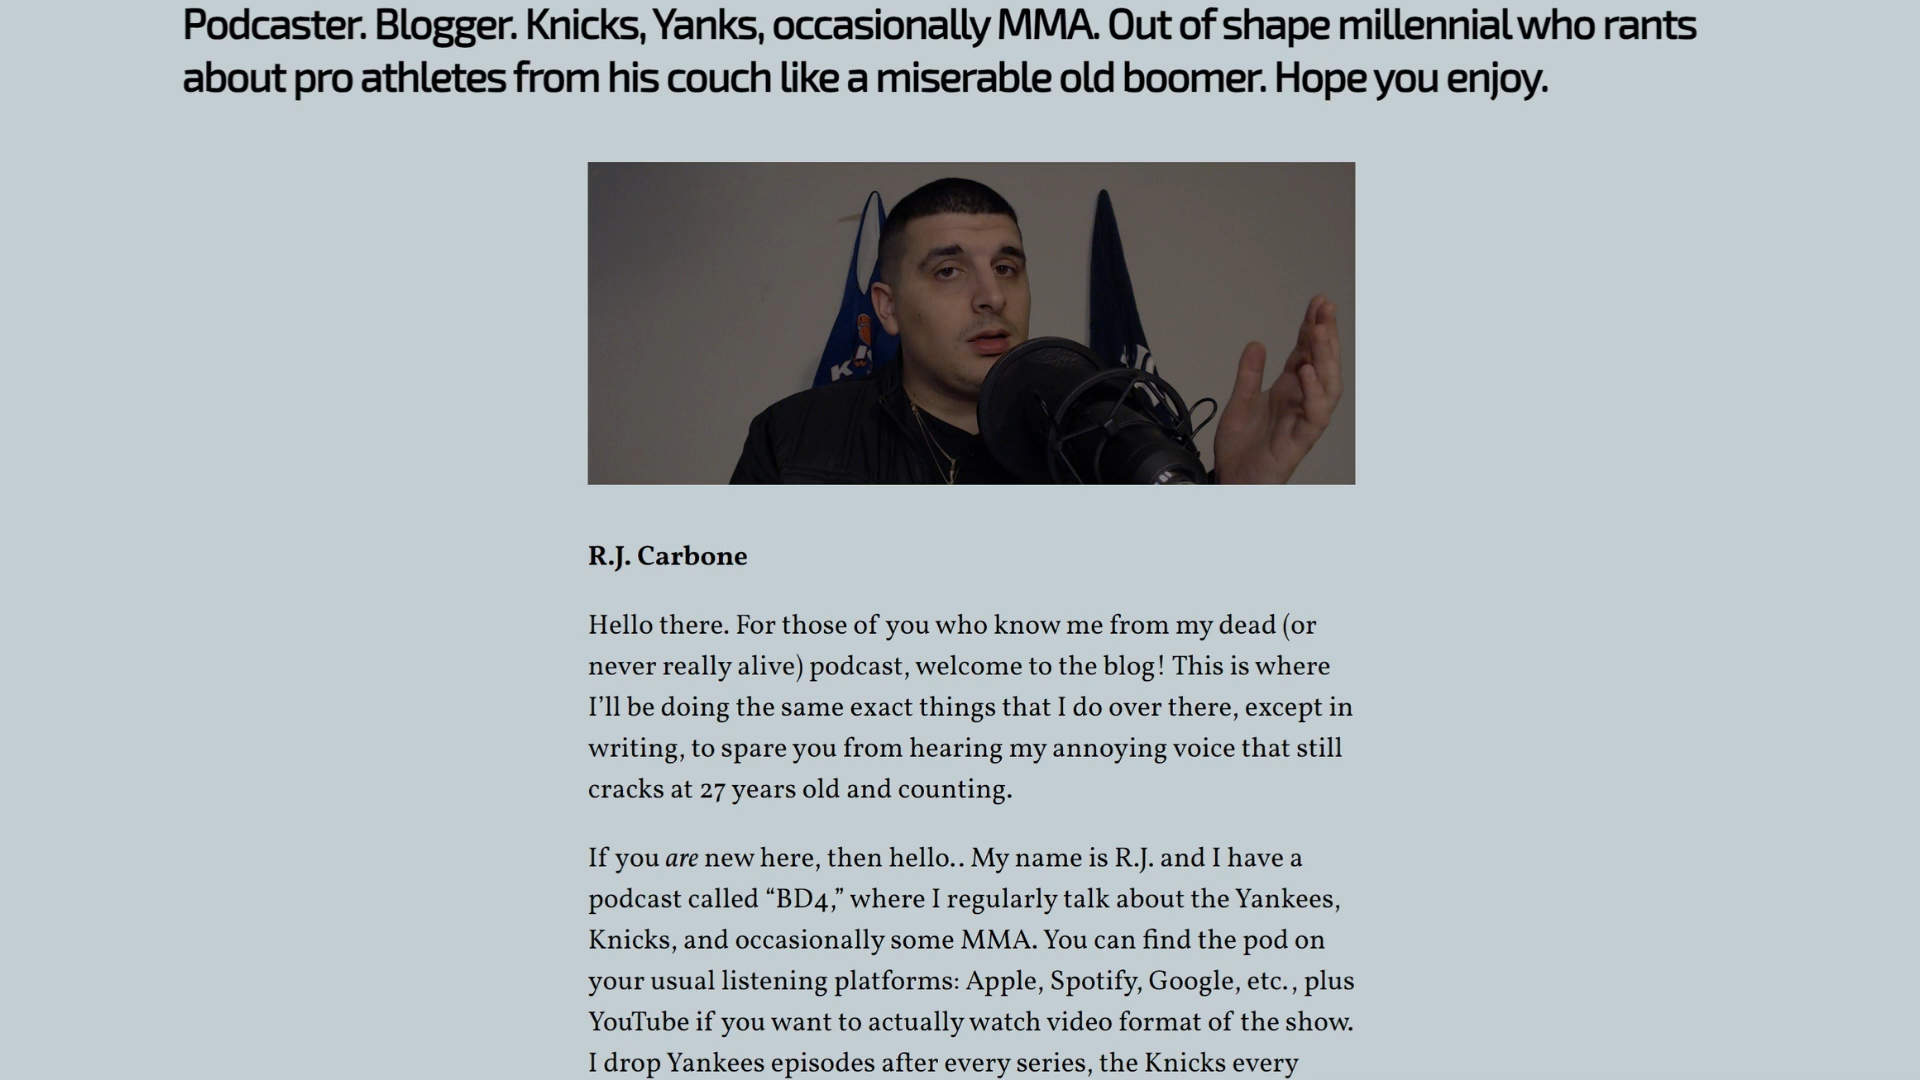 Podcaster. Blogger. Knicks, Yanks, occasionally MMA. Out of shape millennial who rants
about pro athletes from his couch like a miserable old boomer. Hope you enjoy.
R.J. Carbone
Hello there. For those of you who know me from my dead (or
never really alive) podcast, welcome to the blog! This is where
I’ll be doing the same exact things that I do over there, except in
writing, to spare you from hearing my annoying voice that still
cracks at 27 years old and counting.
If you are new here, then hello.. My name is R.J. and I have a
podcast called “BD4,” where I regularly talk about the Yankees,
Knicks, and occasionally some MMA. You can find the pod on
your usual listening platforms: Apple, Spotify, Google, etc., plus
YouTube if you want to actually watch video format of the show.
I drop Yankees episodes after every series, the Knicks every